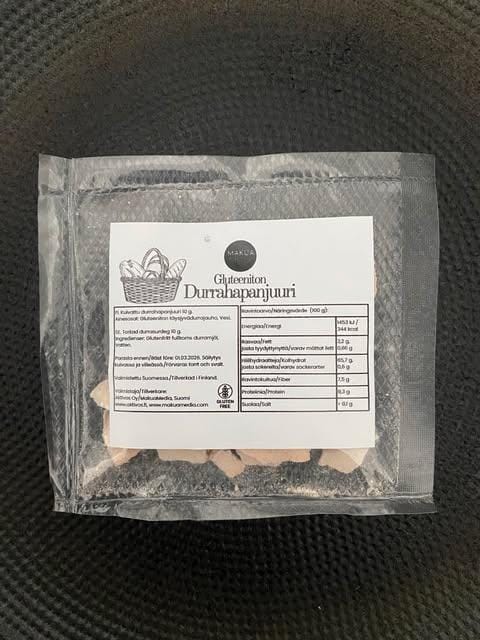 MAKUA
Gluteeniton
Durrahapanjuuri
FI. Kuivattu durrahapanjuuri 10 g.
Ainesosat: Gluteeniton täysjyvädurrajauho, Vesi.
SE. Torkad durrasurdeg 10 g.
Ingredienser: Glutenfritt fullkorns durramjöl,
Vatten.
Parasta ennen/Bäst före: 01.03.2026. Säilytys
kuivassa ja viileässä/Förvaras torrt och svalt.
Valmistettu Suomessa./Tillverkad i Finland.
Valmistaja/Tillverkare:
Aktivos Oy/MakuaMedia, Suomi
www.aktivos.fi, www.makuamedia.com
GLUTEN
FREE
Ravintoarvo/Näringsvärde (100 g):
Energiaa/Energi
1453 kJ /
344 kcal
Rasvaa/Fett
josta tyydyttynyttä/varav mättat fett
3,2 g,
0,66 g
Hiilihydraatteja/Kolhydrat
josta sokereita/varav sockerarter
65,7 g,
0,6 g
Ravintokuitua/Fiber
7,5 g
Proteiinia/Protein
9,3 g
Suolaa/Salt
< 0,1 g